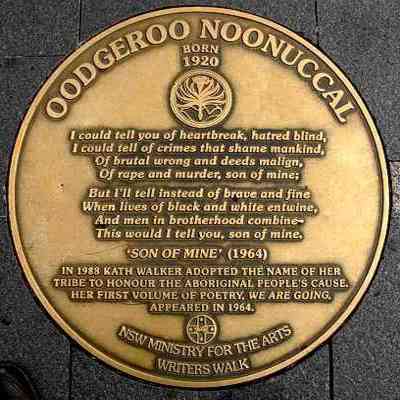 OODGEROO NOONUCCAL
BORN
1920
I could tell you of heartbreak, hatred blind,
I could tell of crimes that shame mankind,
Of brutal wrong and deeds malign,
Of rape and murder, son of mine;
But I'll tell instead of brave and fine
When lives of black and white entwine,
And men in brotherhood combine–
This would I tell you, son of mine.
'SON OF MINE' (1964)
IN 1988 KATH WALKER ADOPTED THE NAME OF HER
TRIBE TO HONOUR THE ABORIGINAL PEOPLE'S CAUSE.
HER FIRST VOLUME OF POETRY, WE ARE GOING,
APPEARED IN 1964.
NSW MINISTRY FOR THE ARTS
WRITERS WALK